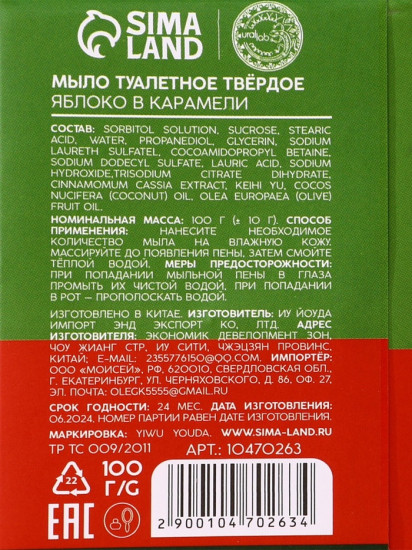 SIMA
LAND
ural lab
МЫЛО ТУАЛЕТНОЕ ТВЁРДОЕ
ЯБЛОКО В КАРАМЕЛИ
СОСТАВ: SORBITOL SOLUTION, SUCROSE, STEARIC
ACID, WATER, PROPANEDIOL, GLYCERIN, SODIUM
LAURETH SULFATEL, COCOAMIDOPROPYL BETAINE,
SODIUM DODECYL SULFATE, LAURIC ACID, SODIUM
HYDROXIDE,TRISODIUM CITRATE DIHYDRATE,
CINNAMOMUM CASSIA EXTRACT, KEIHI YU, COCOS
NUCIFERA (COCONUT) OIL, OLEA EUROPAEA (OLIVE)
FRUIT OIL.
НОМИНАЛЬНАЯ МАССА: 100 Г (± 10 Г). СПОСОБ
ПРИМЕНЕНИЯ: НАНЕСИТЕ НЕОБХОДИМОЕ
КОЛИЧЕСТВО МЫЛА НА ВЛАЖНУЮ КОЖУ.
МАССИРУЙТЕ ДО ПОЯВЛЕНИЯ ПЕНЫ, ЗАТЕМ СМОЙТЕ
ТЁПЛОЙ ВОДОЙ. МЕРЫ ПРЕДОСТОРОЖНОСТИ:
ПРИ ПОПАДАНИИ МЫЛЬНОЙ ПЕНЫ В ГЛАЗА
ПРОМЫТЬ ИХ ЧИСТОЙ ВОДОЙ, ПРИ ПОПАДАНИИ
В РОТ — ПРОПОЛОСКАТЬ ВОДОЙ.
ИЗГОТОВЛЕНО В КИТАЕ. ИЗГОТОВИТЕЛЬ: ИУ ЙОУДА
ИМПОРТ ЭНД ЭКСПОРТ КО., ЛТД. АДРЕС
ИЗГОТОВИТЕЛЯ: ЭКОНОМИК ДЕВЕЛОПМЕНТ ЗОН,
ЧОУ ЖИАНГ СТР, ИУ СИТИ, ЧЖЭЦЗЯН ПРОВИНС,
КИТАЙ; E-MAIL: 2355776150@QQ.COM. ИМПОРТЁР:
ООО «МОИСЕЙ», РФ, 620010, СВЕРДЛОВСКАЯ ОБЛ.,
Г. ЕКАТЕРИНБУРГ, УЛ. ЧЕРНЯХОВСКОГО, Д. 86, ОФ. 27,
ЭЛ. ПОЧТА: OLEGK5555@GMAIL.RU
СРОК ГОДНОСТИ: 24 МЕС. ДАТА ИЗГОТОВЛЕНИЯ:
06.2024. НОМЕР ПАРТИИ РАВЕН ДАТЕ ИЗГОТОВЛЕНИЯ.
МАРКИРОВКА: YIWU YOUDA. WWW.SIMA-LAND.RU
ТР ТС 009/2011 АРТ.: 10470263
22
100
Г/G
EAC
2 900104 702634